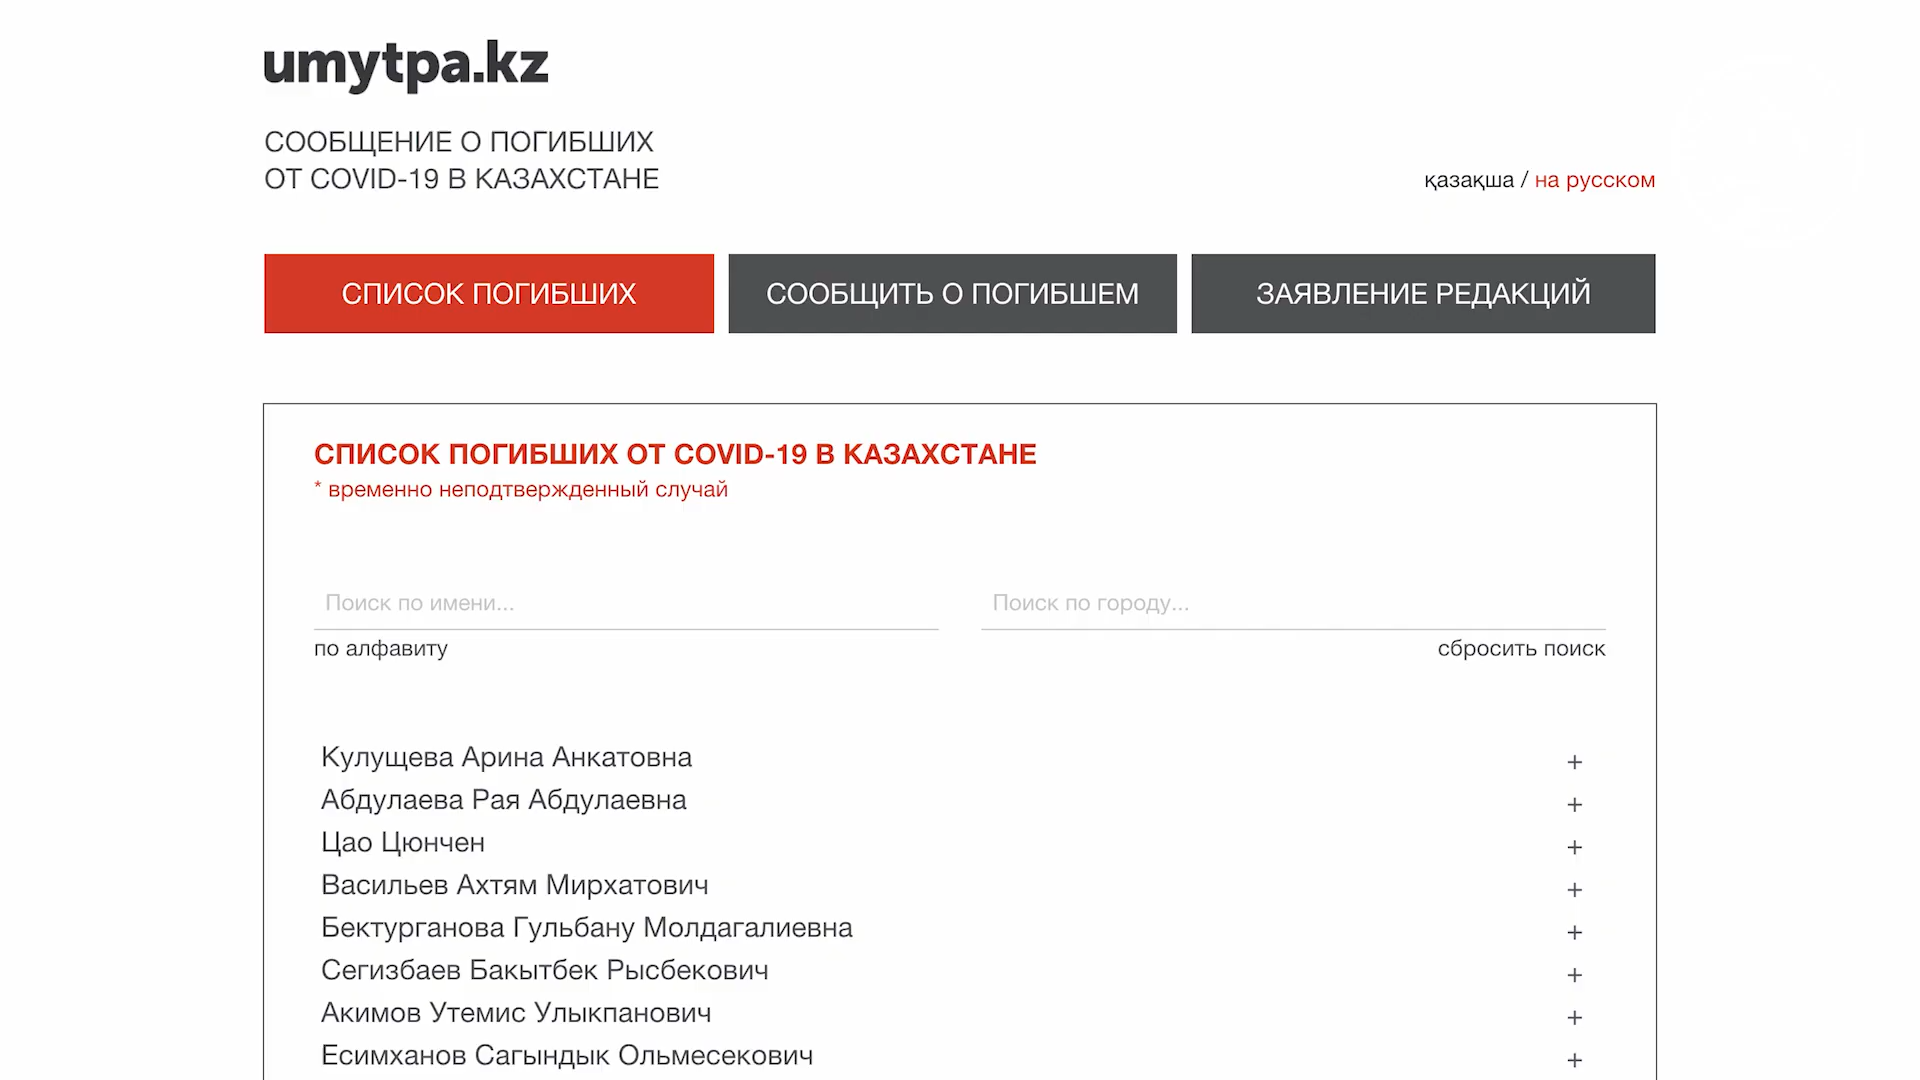 umytpa.kz
СООБЩЕНИЕ О ПОГИБШИХ
ОТ COVID-19 В КАЗАХСТАНЕ
қазақша / на русском
СПИСОК ПОГИБШИХ
СООБЩИТЬ О ПОГИБШЕМ
ЗАЯВЛЕНИЕ РЕДАКЦИЙ
СПИСОК ПОГИБШИХ ОТ COVID-19 В КАЗАХСТАНЕ
* временно неподтвержденный случай
Поиск по имени...
Поиск по городу...
по алфавиту
сбросить поиск
Кулущева Арина Анкатовна +
Абдулаева Рая Абдулаевна +
Цао Цюнчен +
Васильев Ахтям Мирхатович +
Бектурганова Гульбану Молдагалиевна +
Сегизбаев Бакытбек Рысбекович +
Акимов Утемис Улыкпанович +
Есимханов Сагындык Ольмесекович +